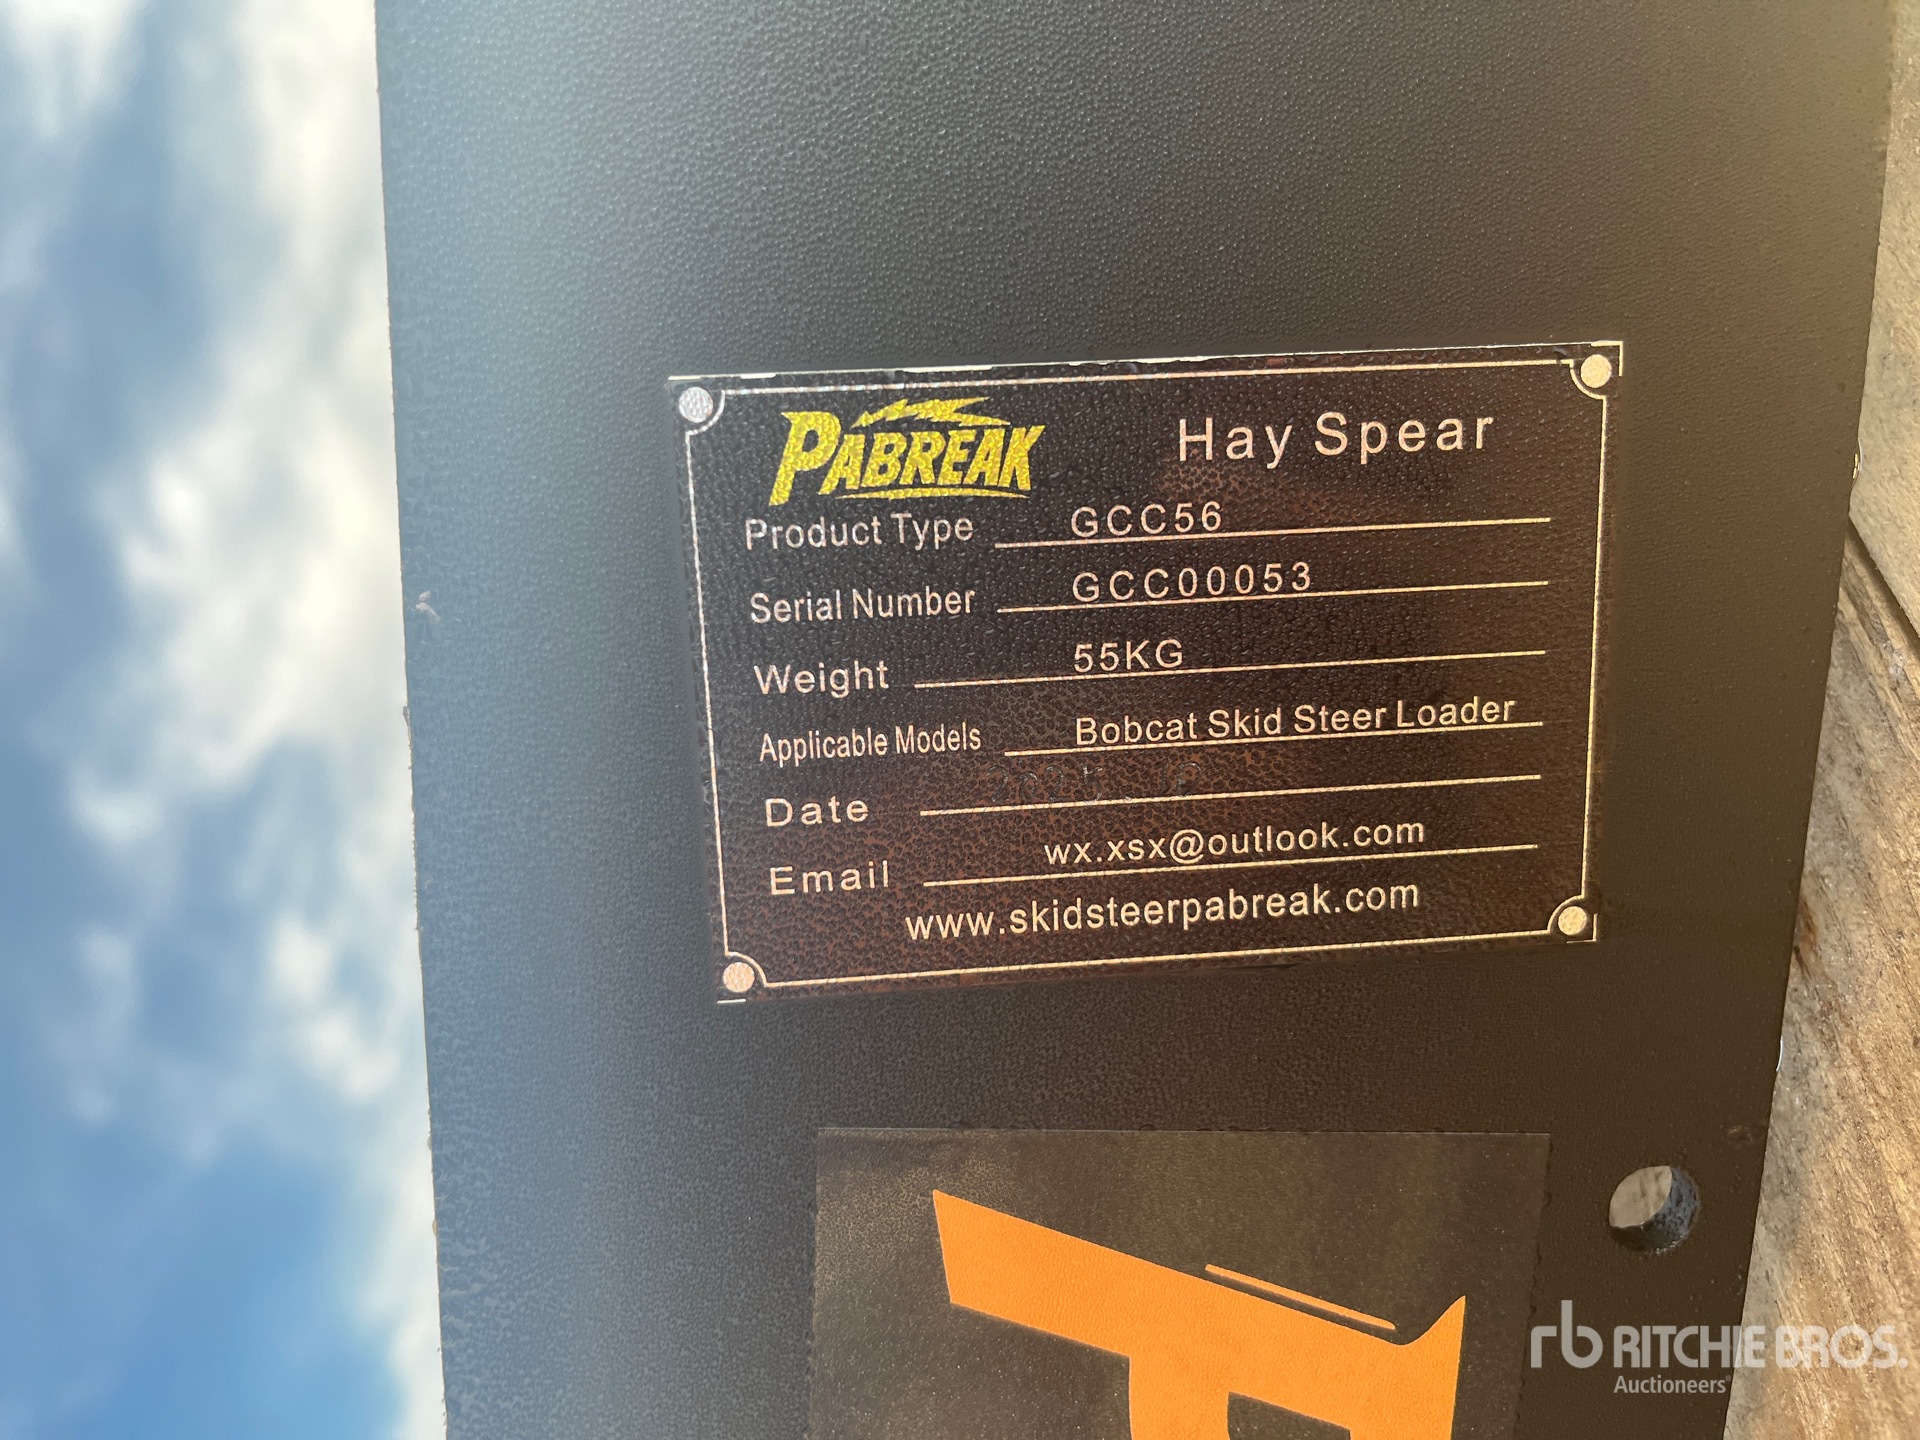 PABREAK Hay Spear
Product Type GCC56
Serial Number GCC00053
Weight 55KG
Applicable Models Bobcat Skid Steer Loader
Date
Email wx.xsx@outlook.com
www.skidsteerpabreak.com
rb RITCHIE BROS.
Auctioneers